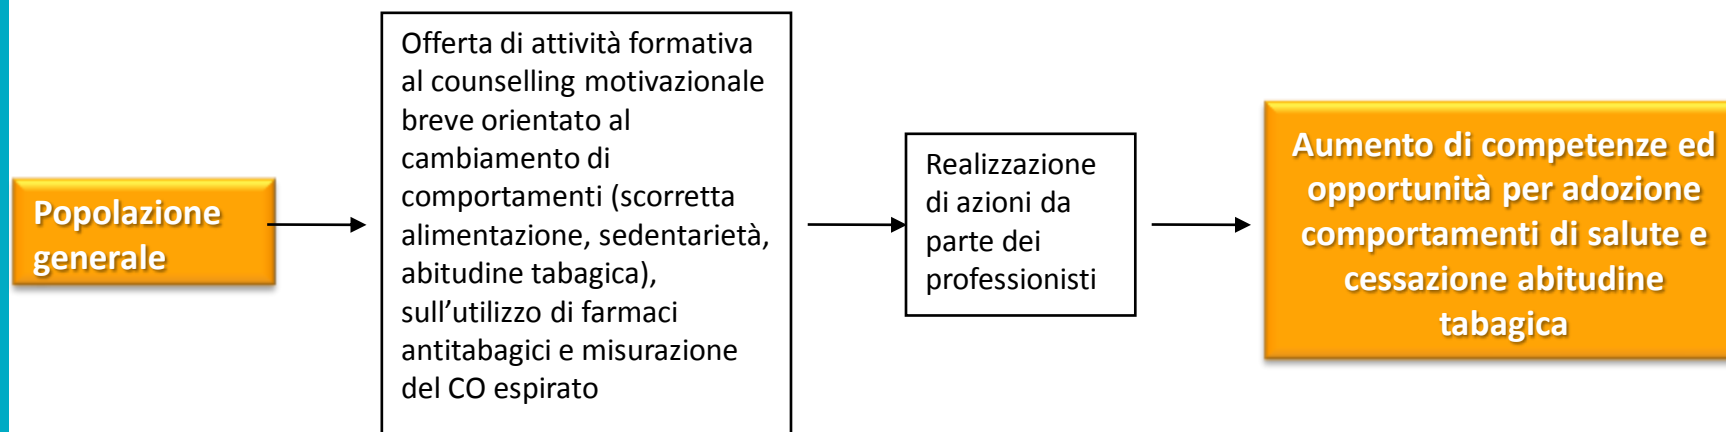 Popolazione
generale
Offerta di attività formativa
al counselling motivazionale
breve orientato al
cambiamento di
comportamenti (scorretta
alimentazione, sedentarietà,
abitudine tabagica),
sull’utilizzo di farmaci
antitabagici e misurazione
del CO espirato
Realizzazione
di azioni da
parte dei
professionisti
Aumento di competenze ed
opportunità per adozione
comportamenti di salute e
cessazione abitudine
tabagica